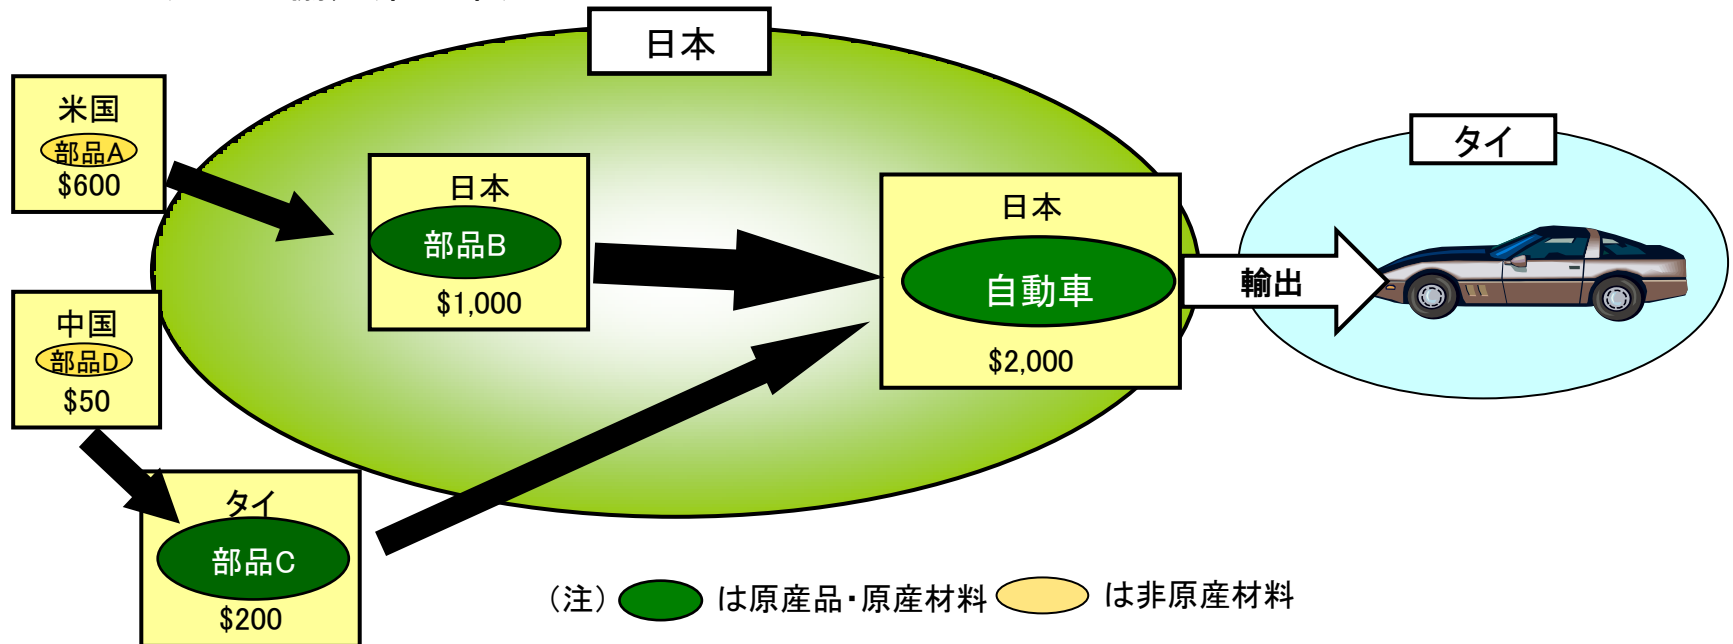 日本
米国
部品A
$600
日本
部品B
$1,000
中国
部品D
$50
タイ
部品C
$200
日本
自動車
$2,000
輸出
タイ
(注) は原産品・原産材料 は非原産材料